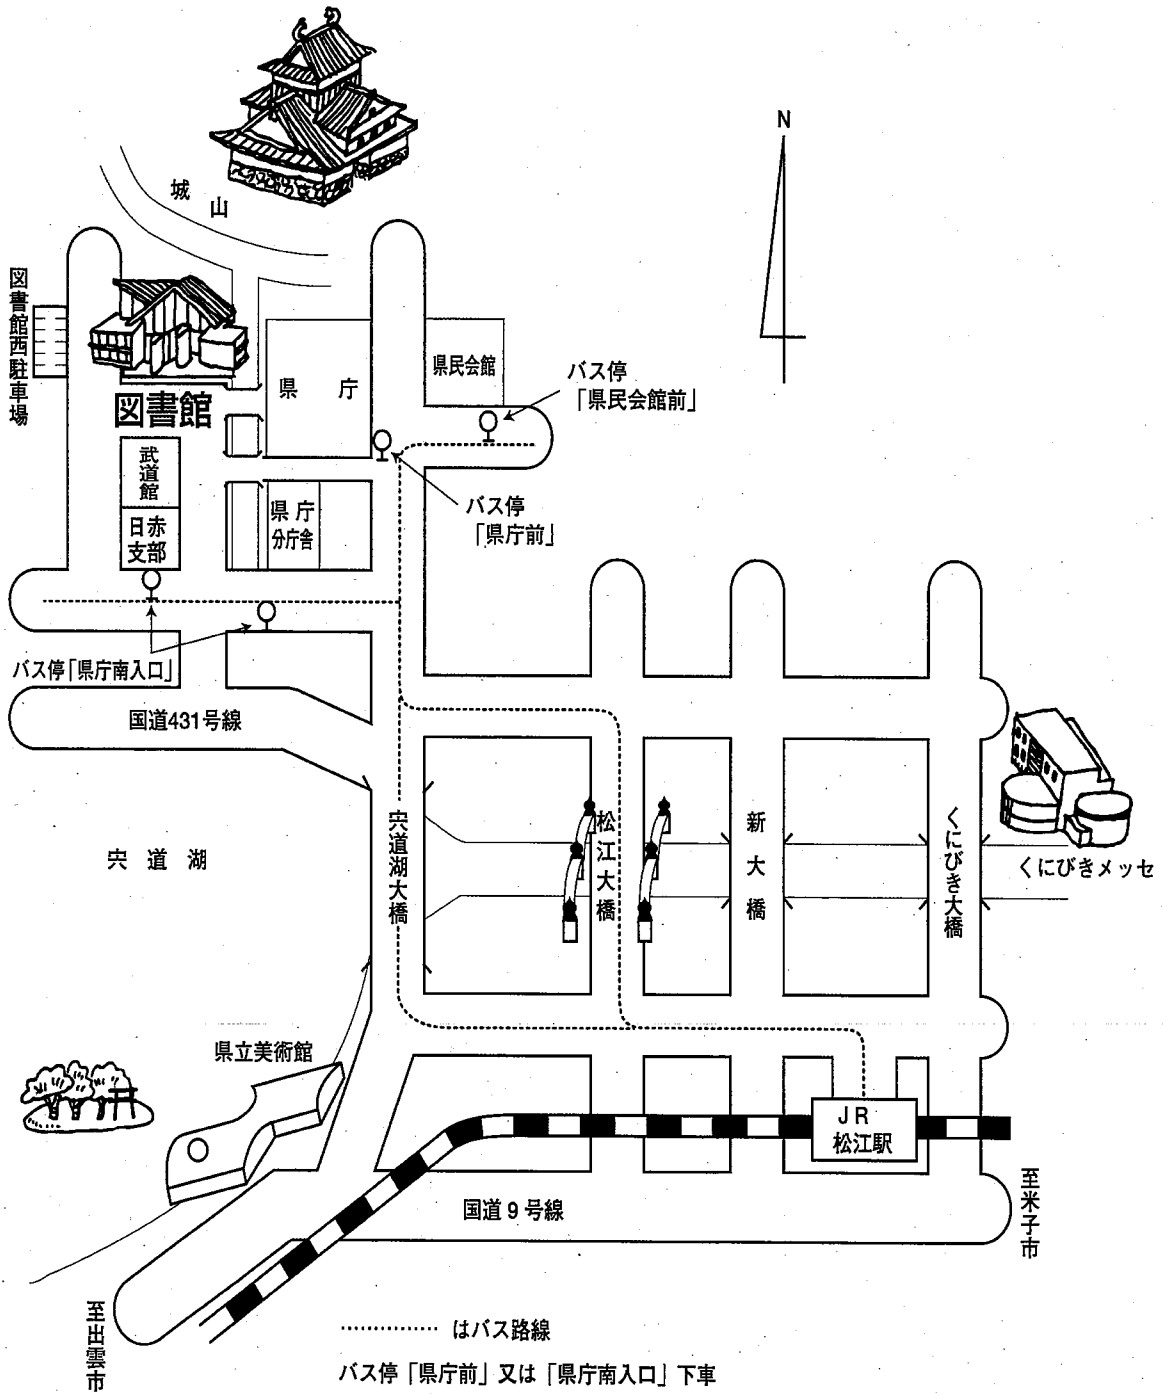 N
城山
図書館西駐車場
図書館
県庁
県民会館
バス停
「県民会館前」
武道館
日赤
支部
県庁
分庁舎
バス停
「県庁前」
バス停「県庁南入口」
国道431号線
宍道湖
宍道湖大橋
松江大橋
新大橋
くにびき大橋
くにびきメッセ
県立美術館
JR
松江駅
国道9号線
至米子市
至出雲市
はバス路線
バス停「県庁前」又は「県庁南入口」下車